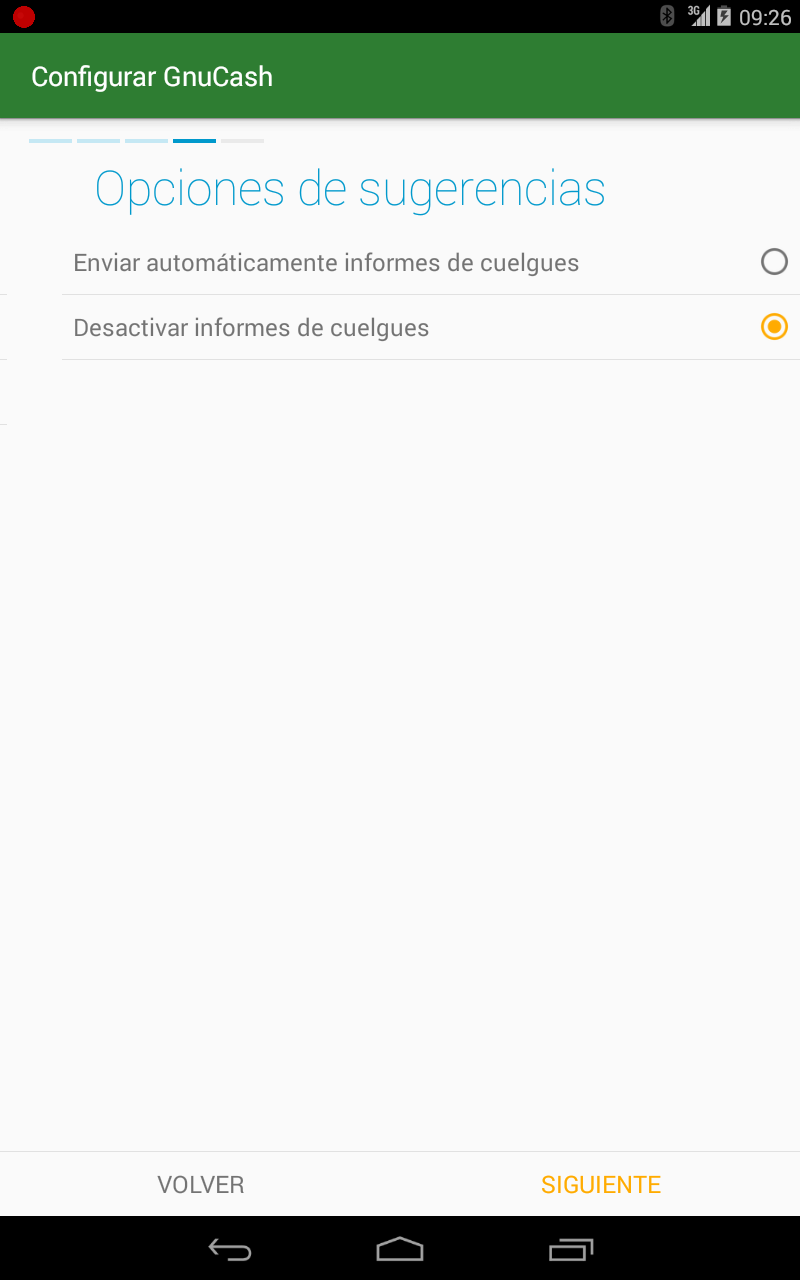 3G 09:26
Configurar GnuCash
Opciones de sugerencias
Enviar automáticamente informes de cuelgues
Desactivar informes de cuelgues
VOLVER SIGUIENTE